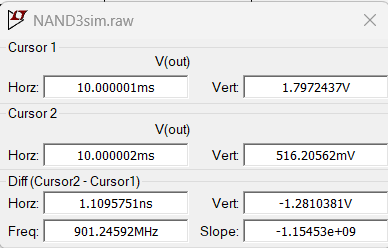 NAND3sim.raw
Cursor 1
V(out)
Horz: 10.000001ms Vert: 1.7972437V
Cursor 2
V(out)
Horz: 10.000002ms Vert: 516.20562mV
Diff (Cursor2 - Cursor1)
Horz: 1.1095751ns Vert: -1.2810381V
Freq: 901.24592MHz Slope: -1.15453e+09